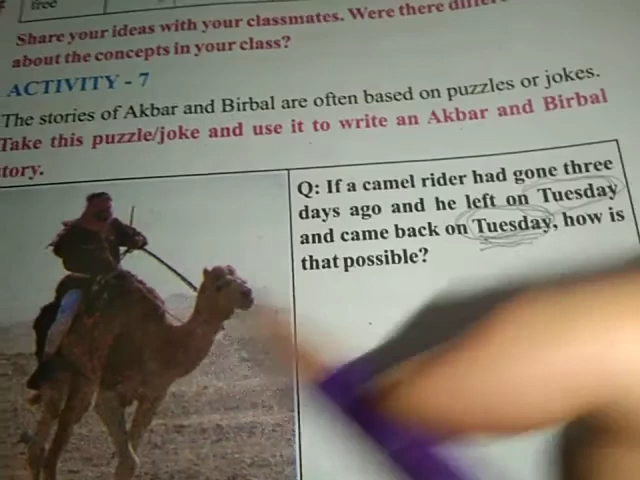 free
Share your ideas with your classmates. Were there
about the concepts in your class?
ACTIVITY - 7
The stories of Akbar and Birbal are often based on puzzles or jokes.
Take this puzzle/joke and use it to write an Akbar and Birbal
tory.
Q: If a camel rider had gone three
days ago and he left on Tuesday
and came back on Tuesday, how is
that possible?